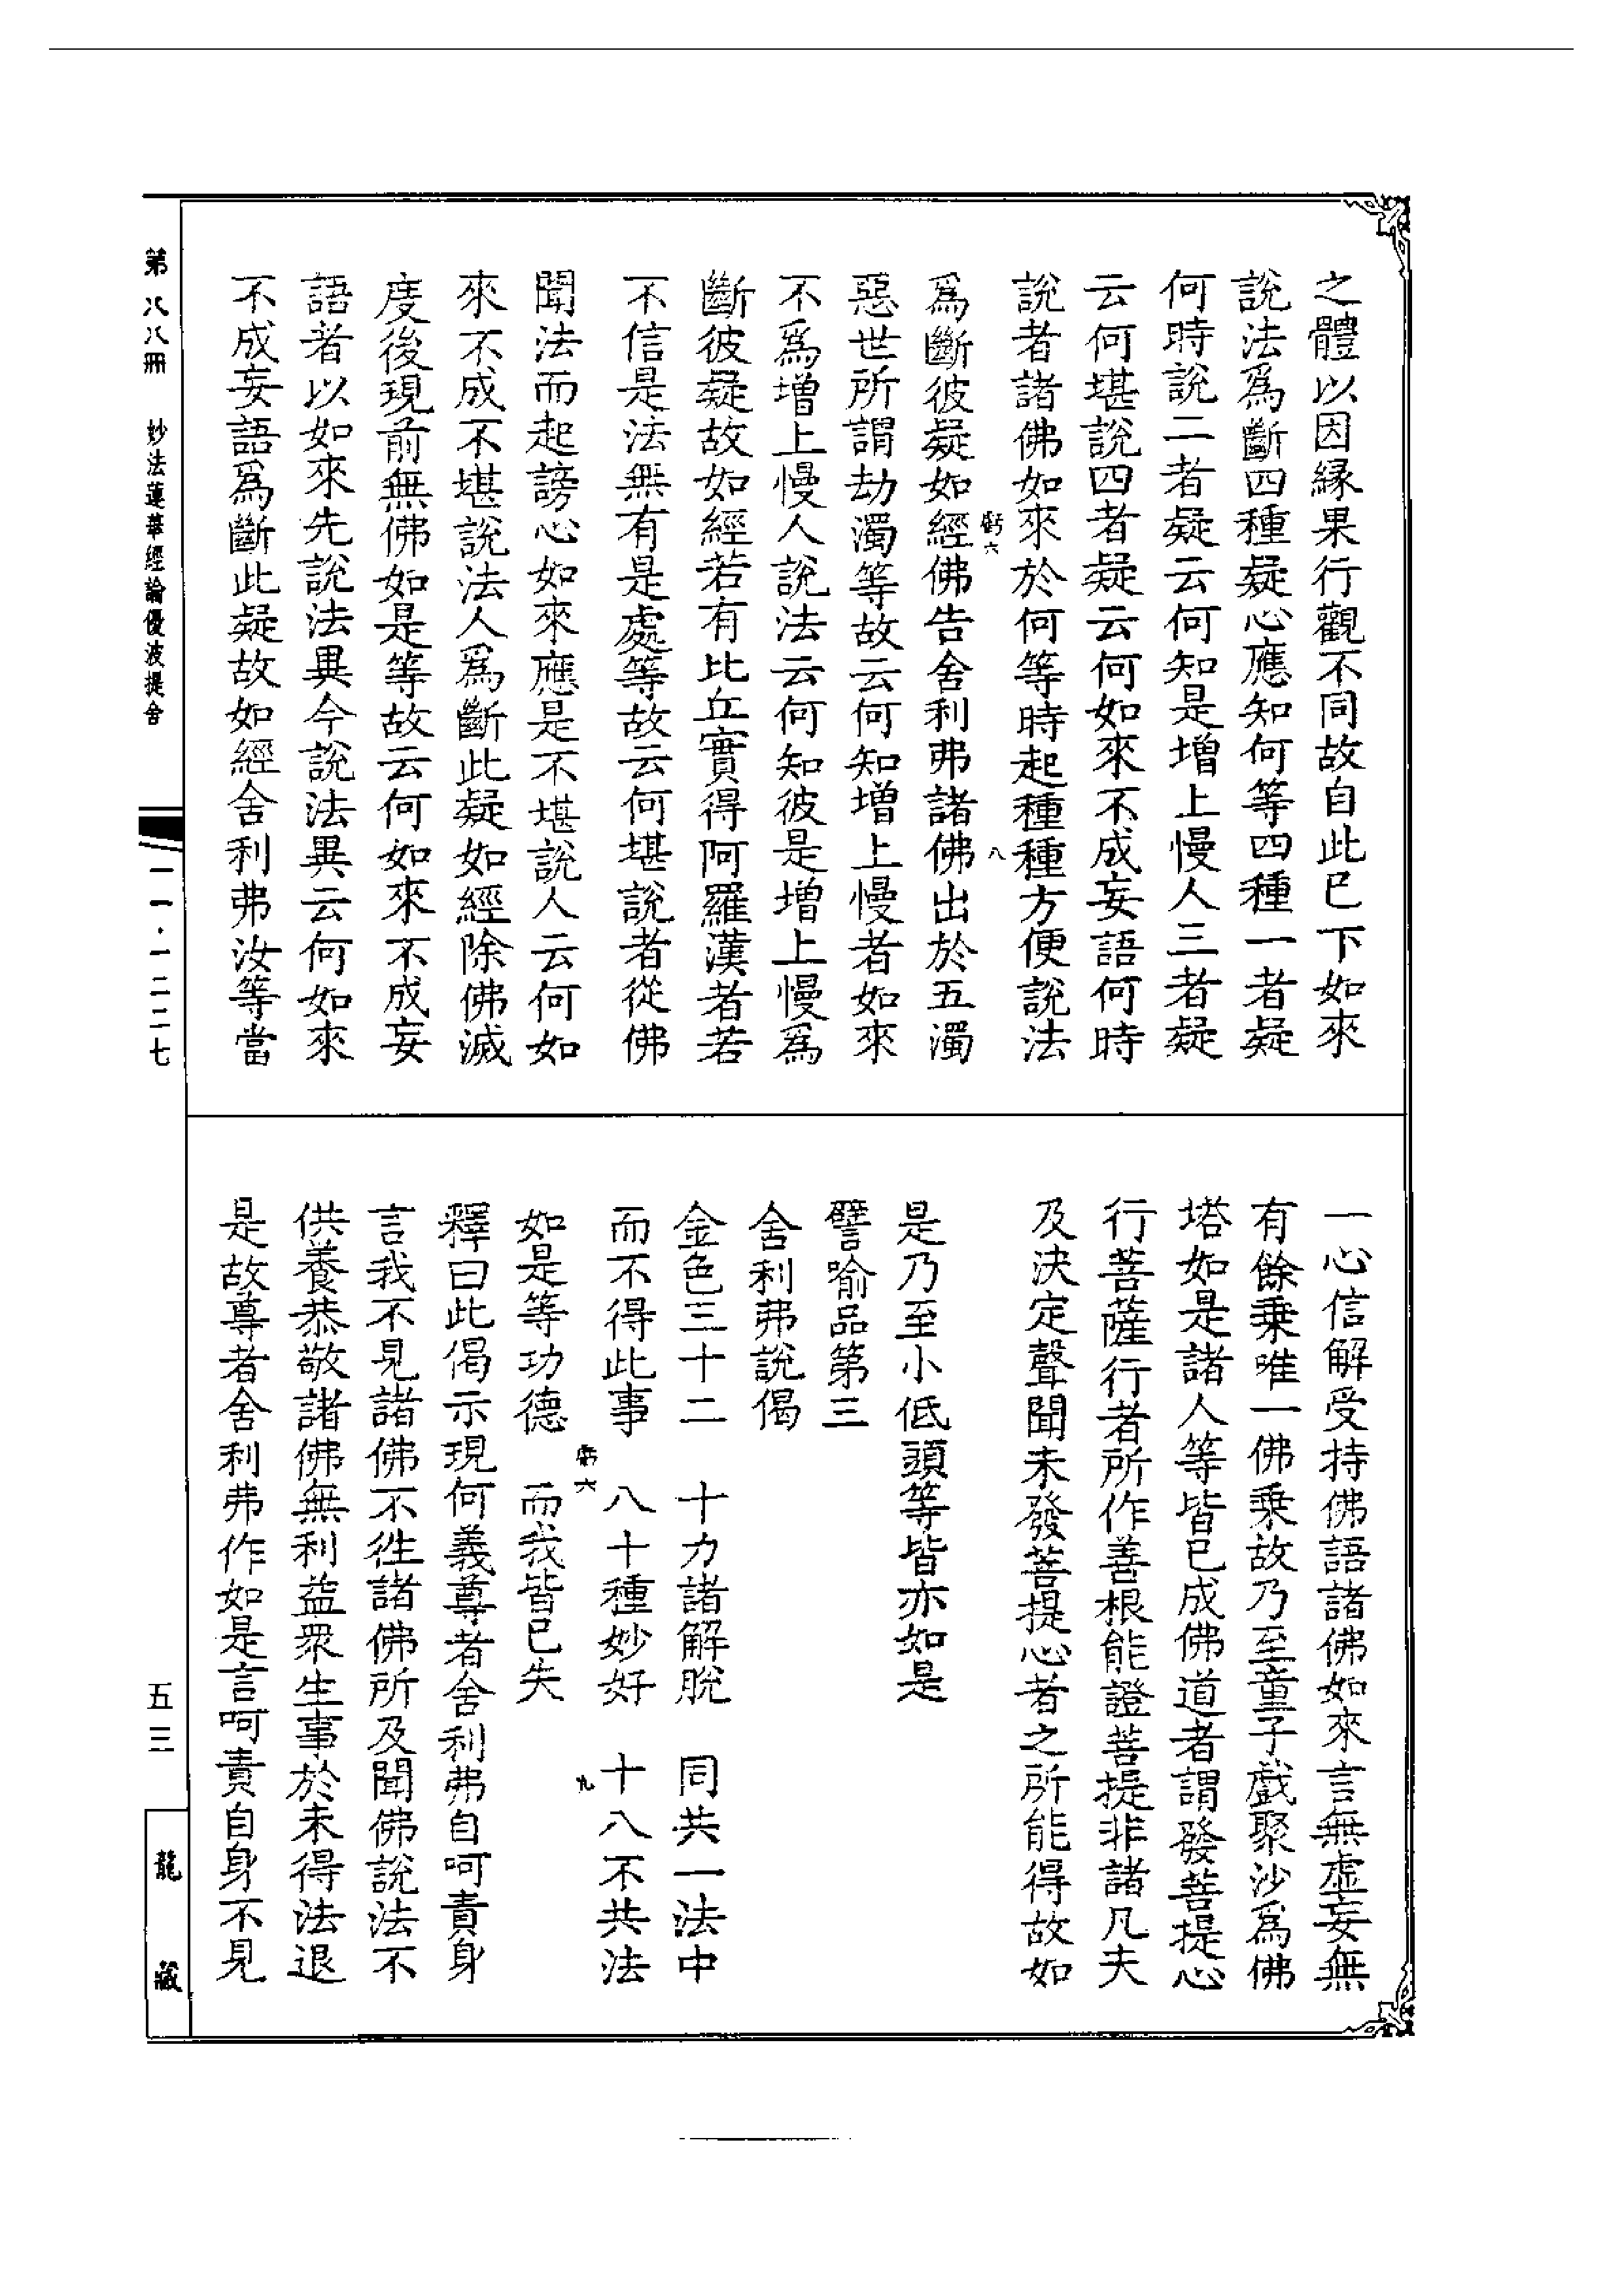 之體以因緣果行觀不同故自此已下如來
說法爲斷四種疑心應知何等四種一者疑
何時說二者疑云何知是增上慢人三者疑
云何堪說四者疑云何如來不成妄語何時
說者諸佛如來於何等時起種種方便說法
虧六 八
爲斷彼疑如經佛告舍利弗諸佛出於五濁
惡世所謂劫濁等故云何知增上慢者如來
不爲增上慢人說法云何知彼是增上慢爲
斷彼疑故如經若有比丘實得阿羅漢者若
不信是法無有是處等故云何堪說者從佛
聞法而起謗心如來應是不堪說人云何如
來不成不堪說法人爲斷此疑如經除佛滅
度後現前無佛如是等故云何如來不成妄
語者以如來先說法異今說法異云何如來
不成妄語爲斷此疑故如經舍利弗汝等當
一心信解受持佛語諸佛如來言無虛妄無
有餘乘唯一佛乘故乃至童子戲聚沙爲佛
塔如是諸人等皆已成佛道者謂發菩提心
行菩薩行者所作善根能證菩提非諸凡夫
及決定聲聞未發菩提心者之所能得故如
是乃至小低頭等皆亦如是
譬喻品第三
舍利弗說偈
金色三十二 十力諸解脫 同共一法中
而不得此事 八十種妙好 十八不共法
虧六 九
如是等功德 而我皆已失
釋曰此偈示現何義尊者舍利弗自呵責身
言我不見諸佛不徃諸佛所及聞佛說法不
供養恭敬諸佛無利益衆生事於未得法退
是故尊者舍利弗作如是言呵責自身不見
第八八冊 妙法蓮華經論優波提舍
一一·一二二七
五三
龍藏